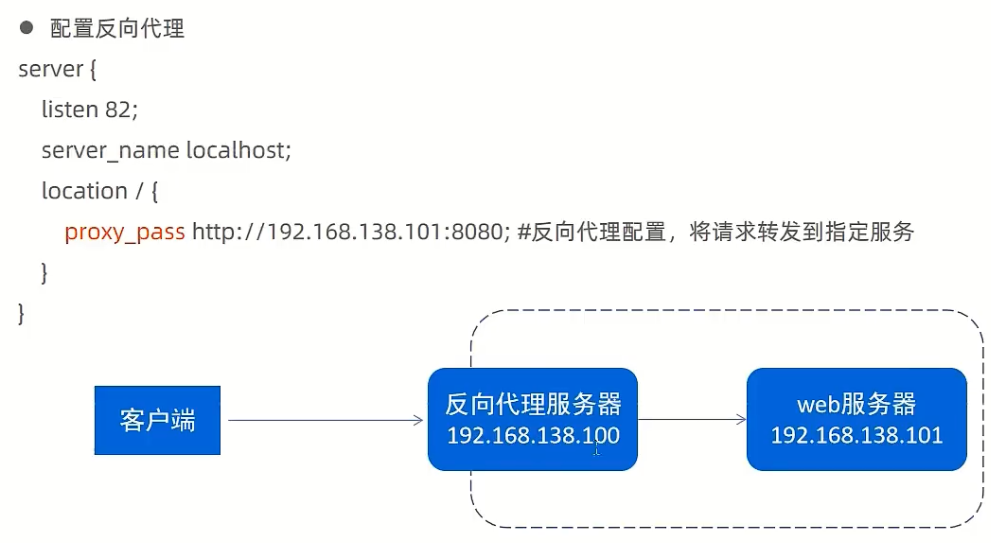 ● 配置反向代理
server {
listen 82;
server_name localhost;
location / {
proxy_pass http://192.168.138.101:8080; #反向代理配置，将请求转发到指定服务
}
}
客户端
反向代理服务器
192.168.138.100
web服务器
192.168.138.101